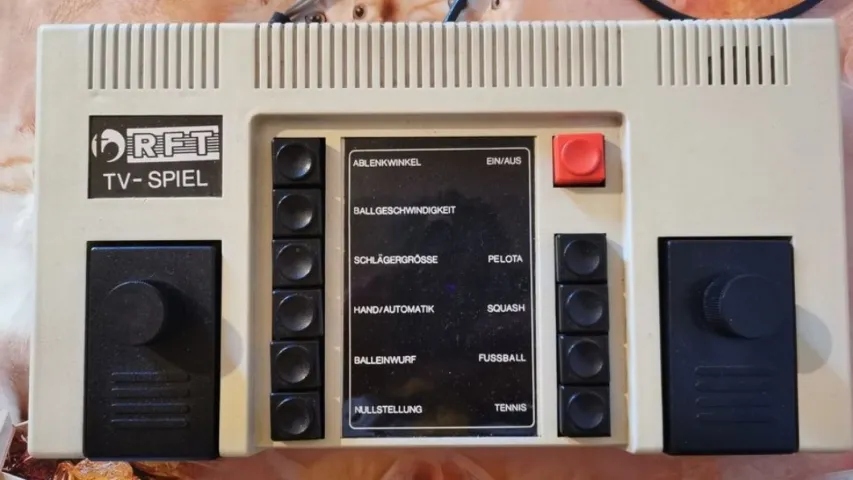 RFT
TV-SPIEL
ABLENKWINKEL EIN/AUS
BALLGESCHWINDIGKEIT
SCHLÄGERGRÖSSE PELOTA
HAND/AUTOMATIK SQUASH
BALLEINWURF FUSSBALL
NULLSTELLUNG TENNIS